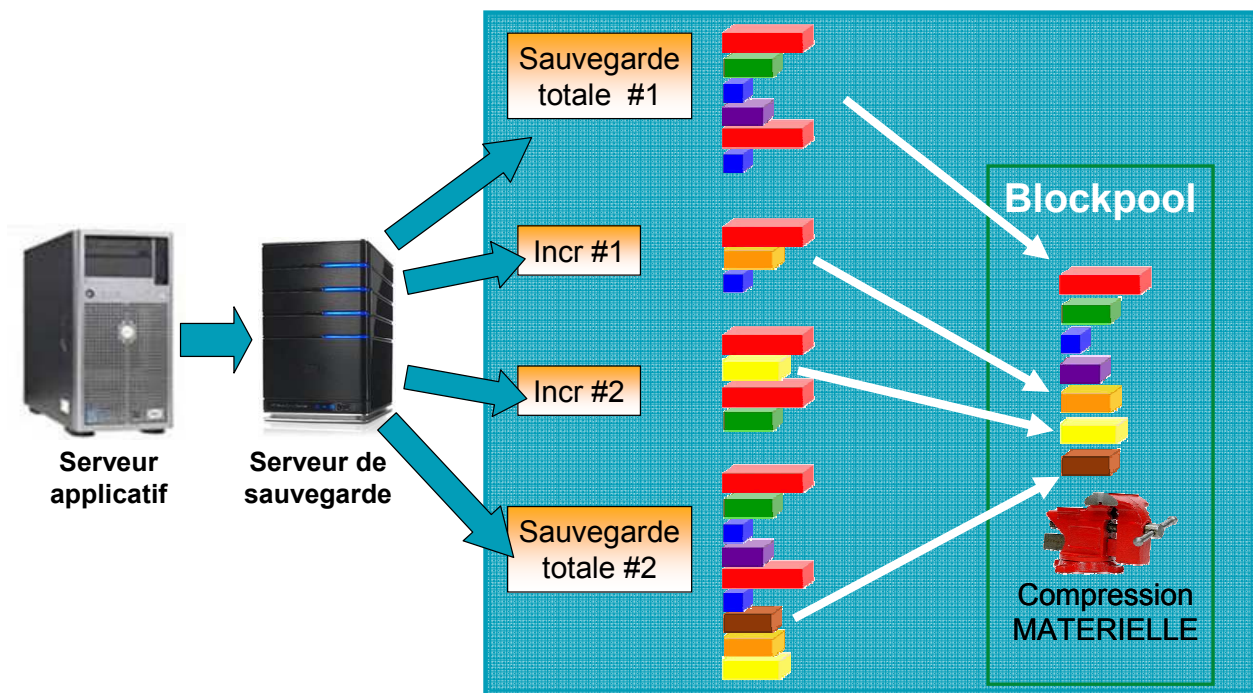 Sauvegarde
totale #1
Incr #1
Incr #2
Sauvegarde
totale #2
Serveur
applicatif
Serveur de
sauvegarde
Blockpool
Compression
MATERIELLE